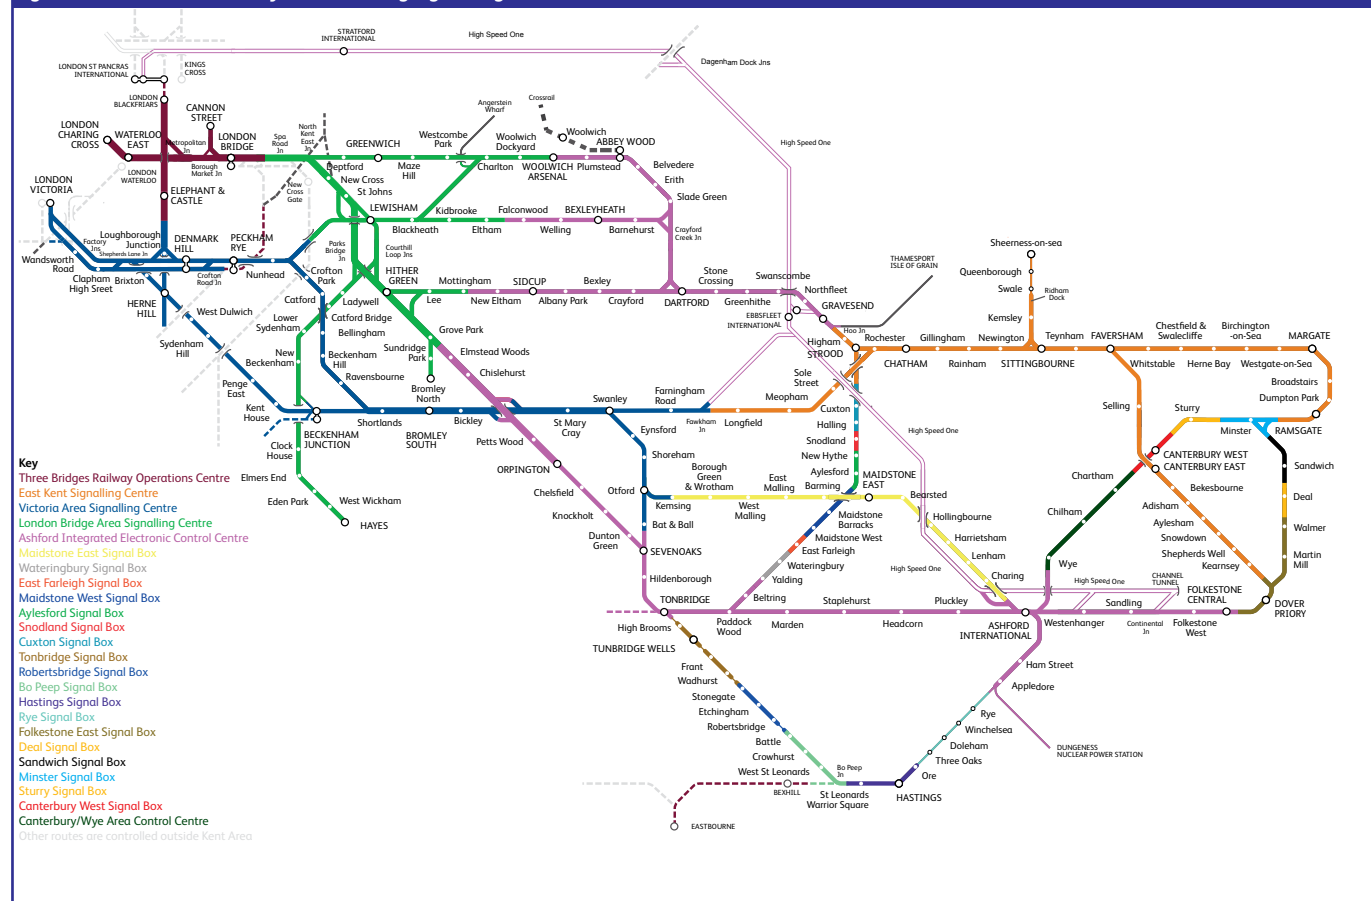 STRATFORD
INTERNATIONAL
High Speed One
Dagenham Dock Jns
LONDON ST PANCRAS
INTERNATIONAL
KINGS
CROSS
LONDON
BLACKFRIARS
CANNON
STREET
LONDON
CHARING
CROSS
WATERLOO
EAST
Metropolitan
Jn
LONDON
BRIDGE
Borough
Market Jn
Spa
Road
Jn
North
Kent
East
Jn
GREENWICH
Deptford
Maze
Hill
Westcombe
Park
Angerstein
Wharf
Charlton
Woolwich
Dockyard
Crossrail
Woolwich
WOOLWICH
ARSENAL
Plumstead
ABBEY WOOD
Belvedere
Erith
Slade Green
High Speed One
LONDON
WATERLOO
LONDON
VICTORIA
ELEPHANT &
CASTLE
New
Cross
Gate
New Cross
St Johns
LEWISHAM
Blackheath
Kidbrooke
Eltham
Falconwood
Welling
BEXLEYHEATH
Barnehurst
Crayford
Creek Jn
Wandsworth
Road
Factory
Jns
Shepherds Lane Jn
Clapham
High Sreet
Brixton
Loughborough
Junction
DENMARK
HILL
Crofton
Road Jn
PECKHAM
RYE
Nunhead
Parks
Bridge
Jn
Courthill
Loop Jns
Crofton
Park
HITHER
GREEN
Catford
Ladywell
Catford Bridge
Bellingham
Lee
Mottingham
New Eltham
SIDCUP
Albany Park
Bexley
Crayford
DARTFORD
Stone
Crossing
Greenhithe
Swanscombe
EBBSFLEET
INTERNATIONAL
Northfleet
GRAVESEND
THAMESPORT
ISLE OF GRAIN
Hoo Jn
Higham
STROOD
HERNE
HILL
West Dulwich
Sydenham
Hill
Penge
East
Kent
House
Lower
Sydenham
New
Beckenham
Beckenham
Hill
Ravensbourne
BECKENHAM
JUNCTION
Shortlands
BROMLEY
SOUTH
Sundridge
Park
Bromley
North
Grove Park
Elmstead Woods
Chislehurst
Bickley
Petts Wood
ORPINGTON
St Mary
Cray
Swanley
Farningham
Road
Fawkham
Jn
Longfield
Meopham
Sole
Street
Rochester
CHATHAM
Gillingham
Rainham
Newington
SITTINGBOURNE
Sheerness-on-sea
Queenborough
Swale
Ridham
Dock
Kemsley
Teynham
FAVERSHAM
Whitstable
Chestfield &
Swalecliffe
Herne Bay
Birchington
-on-Sea
Westgate-on-Sea
MARGATE
Broadstairs
Dumpton Park
RAMSGATE
Minster
Sturry
Selling
CANTERBURY WEST
CANTERBURY EAST
Chartham
Chilham
Wye
Bekesbourne
Adisham
Aylesham
Snowdown
Shepherds Well
Kearnsey
Sandwich
Deal
Walmer
Martin
Mill
DOVER
PRIORY
Cuxton
Halling
Snodland
New Hythe
Aylesford
High Speed One
Clock
House
Elmers End
Eden Park
West Wickham
HAYES
Chelsfield
Knockholt
Dunton
Green
Eynsford
Shoreham
Otford
Kemsing
Bat & Ball
SEVENOAKS
Hildenborough
TONBRIDGE
Borough
Green
& Wrotham
West
Malling
East
Malling
Barming
MAIDSTONE
EAST
Maidstone
Barracks
Maidstone West
East Farleigh
Wateringbury
Yalding
Beltring
Bearsted
Hollingbourne
Harrietsham
Lenham
Charing
High Speed One
Paddock
Wood
Marden
Staplehurst
Headcorn
Pluckley
ASHFORD
INTERNATIONAL
Westenhanger
High Speed One
CHANNEL
TUNNEL
Sandling
Continental
Jn
Folkestone
West
FOLKESTONE
CENTRAL
High Brooms
TUNBRIDGE WELLS
Frant
Wadhurst
Stonegate
Etchingham
Robertsbridge
Battle
Crowhurst
West St Leonards
Bo Peep
Jn
BEXHILL
EASTBOURNE
St Leonards
Warrior Square
HASTINGS
Ore
Three Oaks
Doleham
Winchelsea
Rye
Appledore
Ham Street
DUNGENESS
NUCLEAR POWER STATION
Key
Three Bridges Railway Operations Centre
East Kent Signalling Centre
Victoria Area Signalling Centre
London Bridge Area Signalling Centre
Ashford Integrated Electronic Control Centre
Maidstone East Signal Box
Wateringbury Signal Box
East Farleigh Signal Box
Maidstone West Signal Box
Aylesford Signal Box
Snodland Signal Box
Cuxton Signal Box
Tonbridge Signal Box
Robertsbridge Signal Box
Bo Peep Signal Box
Hastings Signal Box
Rye Signal Box
Folkestone East Signal Box
Deal Signal Box
Sandwich Signal Box
Minster Signal Box
Sturry Signal Box
Canterbury West Signal Box
Canterbury/Wye Area Control Centre
Other routes are controlled outside Kent Area